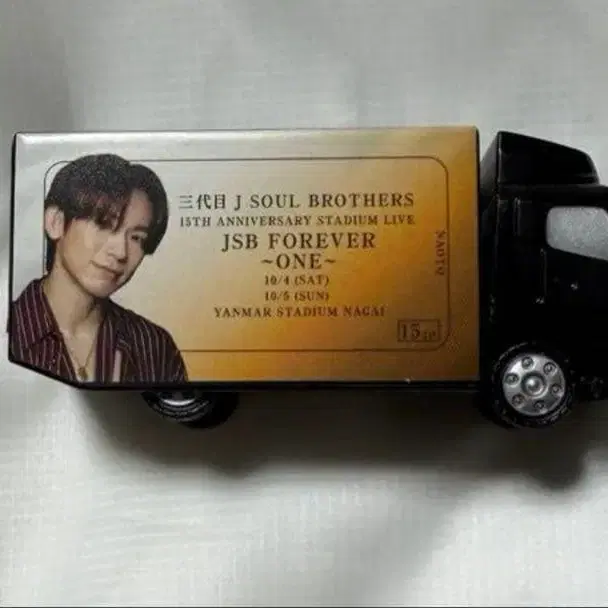 三代目 J SOUL BROTHERS
15TH ANNIVERSARY STADIUM LIVE
JSB FOREVER
~ONE~
10/4 (SAT)
10/5 (SUN)
YANMAR STADIUM NAGAI
NAOTO